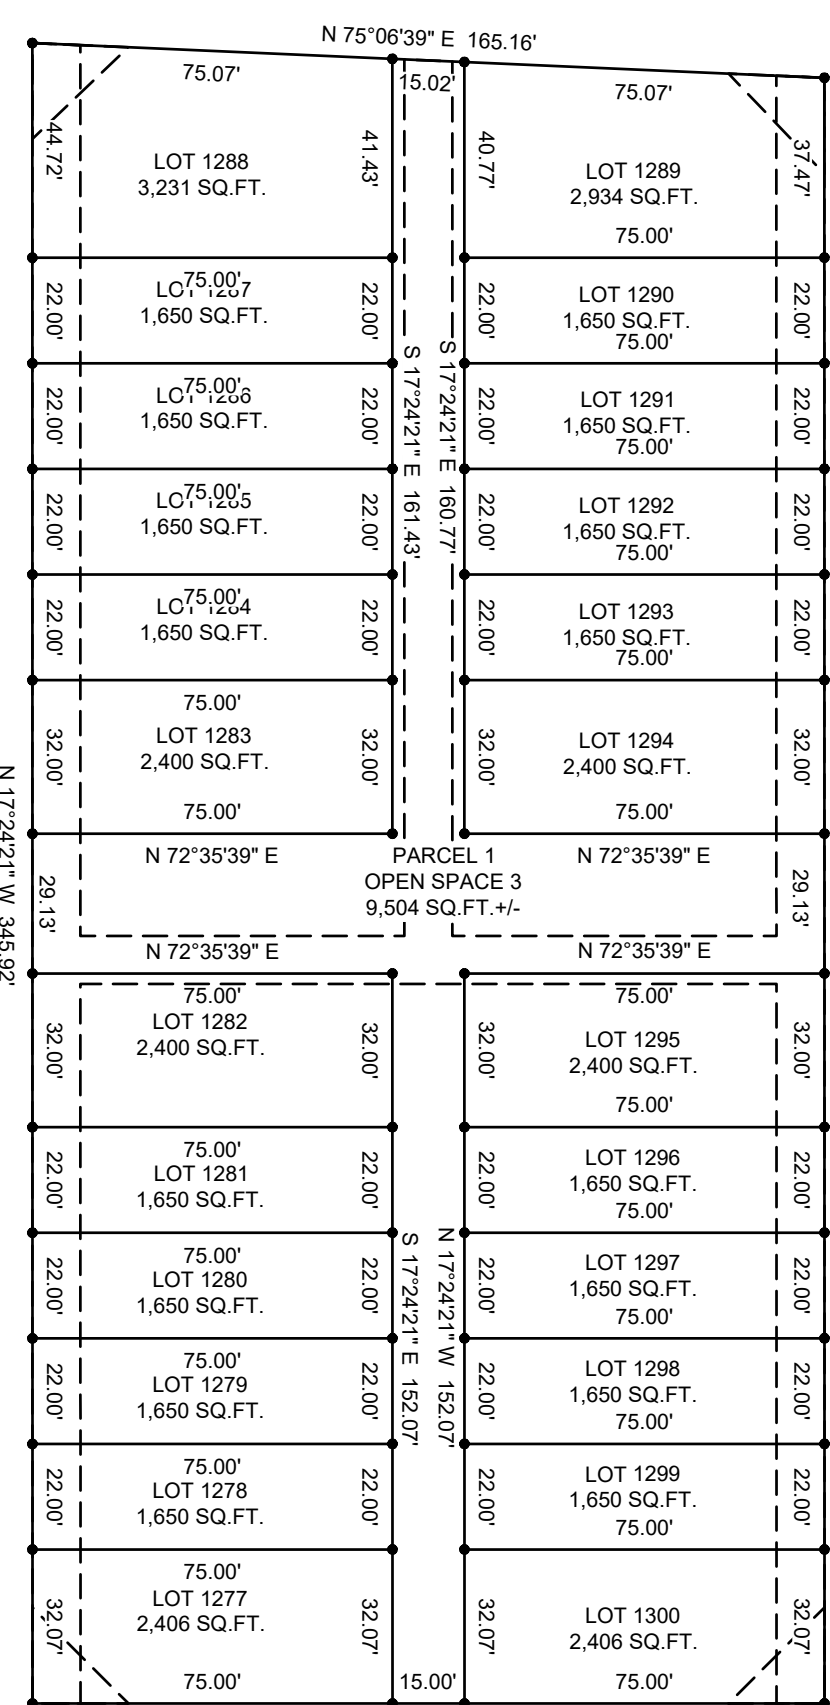 N 75°06'39" E 165.16'
75.07'
15.02'
75.07'
44.72'
LOT 1288
3,231 SQ.FT.
41.43'
40.77'
LOT 1289
2,934 SQ.FT.
37.47'
75.00'
75.00'
LOT 1287
1,650 SQ.FT.
22.00'
22.00'
22.00'
LOT 1290
1,650 SQ.FT.
75.00'
22.00'
75.00'
LOT 1286
1,650 SQ.FT.
22.00'
22.00'
S 17°24'21" E 161.43'
S 17°24'21" E 160.77'
22.00'
LOT 1291
1,650 SQ.FT.
75.00'
22.00'
75.00'
LOT 1285
1,650 SQ.FT.
22.00'
22.00'
22.00'
LOT 1292
1,650 SQ.FT.
75.00'
22.00'
75.00'
LOT 1284
1,650 SQ.FT.
22.00'
22.00'
22.00'
LOT 1293
1,650 SQ.FT.
75.00'
22.00'
75.00'
LOT 1283
2,400 SQ.FT.
32.00'
32.00'
75.00'
32.00'
LOT 1294
2,400 SQ.FT.
32.00'
75.00'
N 17°24'21" W 345.92'
N 72°35'39" E
PARCEL 1
OPEN SPACE 3
9,504 SQ.FT.+/-
N 72°35'39" E
29.13'
29.13'
N 72°35'39" E
N 72°35'39" E
75.00'
LOT 1282
2,400 SQ.FT.
32.00'
32.00'
75.00'
32.00'
LOT 1295
2,400 SQ.FT.
32.00'
75.00'
75.00'
LOT 1281
1,650 SQ.FT.
22.00'
22.00'
22.00'
LOT 1296
1,650 SQ.FT.
75.00'
22.00'
75.00'
LOT 1280
1,650 SQ.FT.
22.00'
22.00'
S 17°24'21" E 152.07'
N 17°24'21" W 152.07'
22.00'
LOT 1297
1,650 SQ.FT.
75.00'
22.00'
75.00'
LOT 1279
1,650 SQ.FT.
22.00'
22.00'
22.00'
LOT 1298
1,650 SQ.FT.
75.00'
22.00'
75.00'
LOT 1278
1,650 SQ.FT.
22.00'
22.00'
22.00'
LOT 1299
1,650 SQ.FT.
75.00'
22.00'
75.00'
LOT 1277
2,406 SQ.FT.
32.07'
32.07'
75.00'
15.00'
32.07'
LOT 1300
2,406 SQ.FT.
32.07'
75.00'